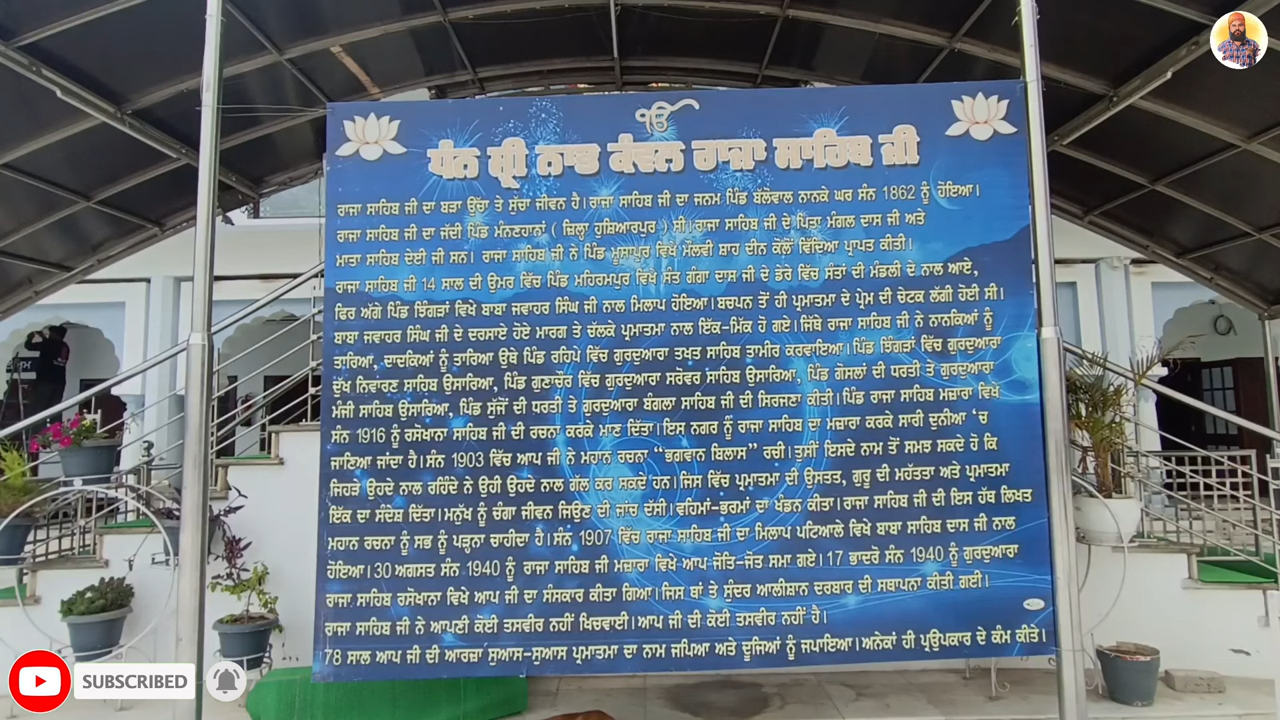 ੴ
ਧੰਨ ਸ੍ਰੀ ਨਾਭ ਕੰਵਲ ਰਾਜਾ ਸਾਹਿਬ ਜੀ
ਰਾਜਾ ਸਾਹਿਬ ਜੀ ਦਾ ਬੜਾ ਉੱਚਾ ਤੇ ਸੁੱਚਾ ਜੀਵਨ ਹੈ।ਰਾਜਾ ਸਾਹਿਬ ਜੀ ਦਾ ਜਨਮ ਪਿੰਡ ਬੱਲੋਵਾਲ ਨਾਨਕੇ ਘਰ ਸੰਨ 1862 ਨੂੰ ਹੋਇਆ।
ਰਾਜਾ ਸਾਹਿਬ ਜੀ ਦਾ ਜੱਦੀ ਪਿੰਡ ਮੰਨਣਹਾਨਾਂ ( ਜ਼ਿਲ੍ਹਾ ਹੁਸ਼ਿਆਰਪੁਰ ) ਸੀ।ਰਾਜਾ ਸਾਹਿਬ ਜੀ ਦੇ ਪਿੱਤਾ ਮੰਗਲ ਦਾਸ ਜੀ ਅਤੇ
ਮਾਤਾ ਸਾਹਿਬ ਦੇਈ ਜੀ ਸਨ। ਰਾਜਾ ਸਾਹਿਬ ਜੀ ਨੇ ਪਿੰਡ ਮੂਸਾਪੁਰ ਵਿਖੇ ਮੌਲਵੀ ਸ਼ਾਹ ਦੀਨ ਕੋਲੋਂ ਵਿੱਦਿਆ ਪ੍ਰਾਪਤ ਕੀਤੀ।
ਰਾਜਾ ਸਾਹਿਬ ਜੀ 14 ਸਾਲ ਦੀ ਉਮਰ ਵਿੱਚ ਪਿੰਡ ਮਹਿਰਮਪੁਰ ਵਿਖੇ ਸੰਤ ਗੰਗਾ ਦਾਸ ਜੀ ਦੇ ਡੇਰੇ ਵਿੱਚ ਸੰਤਾਂ ਦੀ ਮੰਡਲੀ ਦੇ ਨਾਲ ਆਏ,
ਫਿਰ ਅੱਗੇ ਪਿੰਡ ਝਿੰਗੜਾਂ ਵਿਖੇ ਬਾਬਾ ਜਵਾਹਰ ਸਿੰਘ ਜੀ ਨਾਲ ਮਿਲਾਪ ਹੋਇਆ।ਬਚਪਨ ਤੋਂ ਹੀ ਪ੍ਰਮਾਤਮਾ ਦੇ ਪ੍ਰੇਮ ਦੀ ਚੇਟਕ ਲੱਗੀ ਹੋਈ ਸੀ।
ਬਾਬਾ ਜਵਾਹਰ ਸਿੰਘ ਜੀ ਦੇ ਦਰਸਾਏ ਹੋਏ ਮਾਰਗ ਤੇ ਚੱਲਕੇ ਪ੍ਰਮਾਤਮਾ ਨਾਲ ਇੱਕ-ਮਿੱਕ ਹੋ ਗਏ।ਜਿੱਥੇ ਰਾਜਾ ਸਾਹਿਬ ਜੀ ਨੇ ਨਾਨਕਿਆਂ ਨੂੰ
ਤਾਰਿਆ, ਦਾਦਕਿਆਂ ਨੂੰ ਤਾਰਿਆ ਉਥੇ ਪਿੰਡ ਰਹਿਪੇ ਵਿੱਚ ਗੁਰਦੁਆਰਾ ਤਖਤ ਸਾਹਿਬ ਤਾਮੀਰ ਕਰਵਾਇਆ।ਪਿੰਡ ਝਿੰਗੜਾਂ ਵਿੱਚ ਗੁਰਦੁਆਰਾ
ਦੁੱਖ ਨਿਵਾਰਣ ਸਾਹਿਬ ਉਸਾਰਿਆ, ਪਿੰਡ ਗੁਣਾਚੌਰ ਵਿੱਚ ਗੁਰਦੁਆਰਾ ਸਰੋਵਰ ਸਾਹਿਬ ਉਸਾਰਿਆ, ਪਿੰਡ ਗੋਸਲਾਂ ਦੀ ਧਰਤੀ ਤੇ ਗੁਰਦੁਆਰਾ
ਮੰਜੀ ਸਾਹਿਬ ਉਸਾਰਿਆ, ਪਿੰਡ ਸੁੱਜੋਂ ਦੀ ਧਰਤੀ ਤੇ ਗੁਰਦੁਆਰਾ ਬੰਗਲਾ ਸਾਹਿਬ ਜੀ ਦੀ ਸਿਰਜਣਾ ਕੀਤੀ।ਪਿੰਡ ਰਾਜਾ ਸਾਹਿਬ ਮਜ਼ਾਰਾ ਵਿਖੇ
ਸੰਨ 1916 ਨੂੰ ਰਸੋਖਾਨਾ ਸਾਹਿਬ ਜੀ ਦੀ ਰਚਨਾ ਕਰਕੇ ਮਾਣ ਦਿੱਤਾ।ਇਸ ਨਗਰ ਨੂੰ ਰਾਜਾ ਸਾਹਿਬ ਦਾ ਮਜ਼ਾਰਾ ਕਰਕੇ ਸਾਰੀ ਦੁਨੀਆ 'ਚ
ਜਾਣਿਆ ਜਾਂਦਾ ਹੈ।ਸੰਨ 1903 ਵਿੱਚ ਆਪ ਜੀ ਨੇ ਮਹਾਨ ਰਚਨਾ "ਭਗਵਾਨ ਬਿਲਾਸ" ਰਚੀ।ਤੁਸੀਂ ਇਸਦੇ ਨਾਮ ਤੋਂ ਸਮਝ ਸਕਦੇ ਹੋ ਕਿ
ਜਿਹੜੇ ਉਹਦੇ ਨਾਲ ਰਹਿੰਦੇ ਨੇ ਉਹੀ ਉਹਦੇ ਨਾਲ ਗੱਲ ਕਰ ਸਕਦੇ ਹਨ।ਜਿਸ ਵਿੱਚ ਪ੍ਰਮਾਤਮਾ ਦੀ ਉਸਤਤ, ਗੁਰੂ ਦੀ ਮਹੱਤਤਾ ਅਤੇ ਪ੍ਰਮਾਤਮਾ
ਇੱਕ ਦਾ ਸੰਦੇਸ਼ ਦਿੱਤਾ।ਮਨੁੱਖ ਨੂੰ ਚੰਗਾ ਜੀਵਨ ਜਿਉਣ ਦੀ ਜਾਂਚ ਦੱਸੀ।ਵਹਿਮਾਂ-ਭਰਮਾਂ ਦਾ ਖੰਡਨ ਕੀਤਾ।ਰਾਜਾ ਸਾਹਿਬ ਜੀ ਦੀ ਇਸ ਹੱਥ ਲਿਖਤ
ਮਹਾਨ ਰਚਨਾ ਨੂੰ ਸਭ ਨੂੰ ਪੜ੍ਹਨਾ ਚਾਹੀਦਾ ਹੈ।ਸੰਨ 1907 ਵਿੱਚ ਰਾਜਾ ਸਾਹਿਬ ਜੀ ਦਾ ਮਿਲਾਪ ਪਟਿਆਲੇ ਵਿਖੇ ਬਾਬਾ ਸਾਹਿਬ ਦਾਸ ਜੀ ਨਾਲ
ਹੋਇਆ।30 ਅਗਸਤ ਸੰਨ 1940 ਨੂੰ ਰਾਜਾ ਸਾਹਿਬ ਜੀ ਮਜ਼ਾਰਾ ਵਿਖੇ ਆਪ ਜੋਤਿ-ਜੋਤ ਸਮਾ ਗਏ।17 ਭਾਦਰੋਂ ਸੰਨ 1940 ਨੂੰ ਗੁਰਦੁਆਰਾ
ਰਾਜਾ ਸਾਹਿਬ ਰਸੋਖਾਨਾ ਵਿਖੇ ਆਪ ਜੀ ਦਾ ਸੰਸਕਾਰ ਕੀਤਾ ਗਿਆ।ਜਿਸ ਥਾਂ ਤੇ ਸੁੰਦਰ ਆਲੀਸ਼ਾਨ ਦਰਬਾਰ ਦੀ ਸਥਾਪਨਾ ਕੀਤੀ ਗਈ।
ਰਾਜਾ ਸਾਹਿਬ ਜੀ ਨੇ ਆਪਣੀ ਕੋਈ ਤਸਵੀਰ ਨਹੀਂ ਖਿਚਵਾਈ।ਆਪ ਜੀ ਦੀ ਕੋਈ ਤਸਵੀਰ ਨਹੀਂ ਹੈ।
78 ਸਾਲ ਆਪ ਜੀ ਦੀ ਆਰਜ਼ਾ ਸੁਆਸ-ਸੁਆਸ ਪ੍ਰਮਾਤਮਾ ਦਾ ਨਾਮ ਜਪਿਆ ਅਤੇ ਦੂਜਿਆਂ ਨੂੰ ਜਪਾਇਆ।ਅਨੇਕਾਂ ਹੀ ਪ੍ਰਉਪਕਾਰ ਦੇ ਕੰਮ ਕੀਤੇ।
SUBSCRIBED